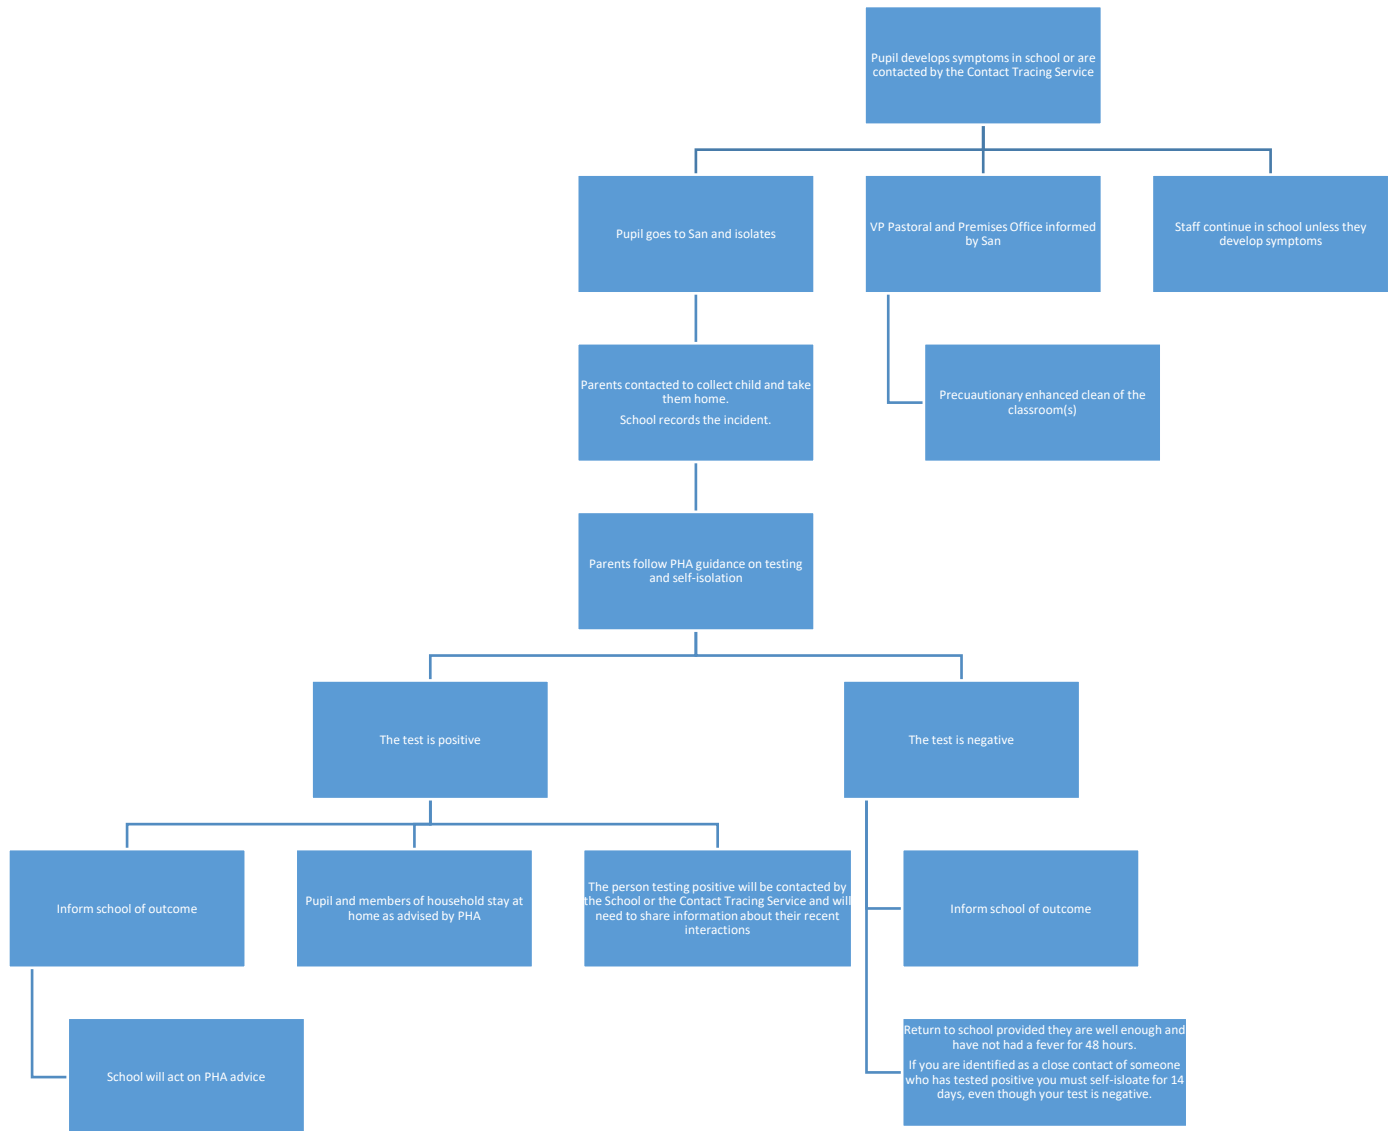 Pupil develops symptoms in school or are
contacted by the Contact Tracing Service
Pupil goes to San and isolates
VP Pastoral and Premises Office informed
by San
Staff continue in school unless they
develop symptoms
Parents contacted to collect child and take
them home.
School records the incident.
Precuautionary enhanced clean of the
classroom(s)
Parents follow PHA guidance on testing
and self-isolation
The test is positive
The test is negative
Inform school of outcome
Pupil and members of household stay at
home as advised by PHA
The person testing positive will be contacted by
the School or the Contact Tracing Service and will
need to share information about their recent
interactions
Inform school of outcome
School will act on PHA advice
Return to school provided they are well enough and
have not had a fever for 48 hours.
If you are identified as a close contact of someone
who has tested positive you must self-isloate for 14
days, even though your test is negative.